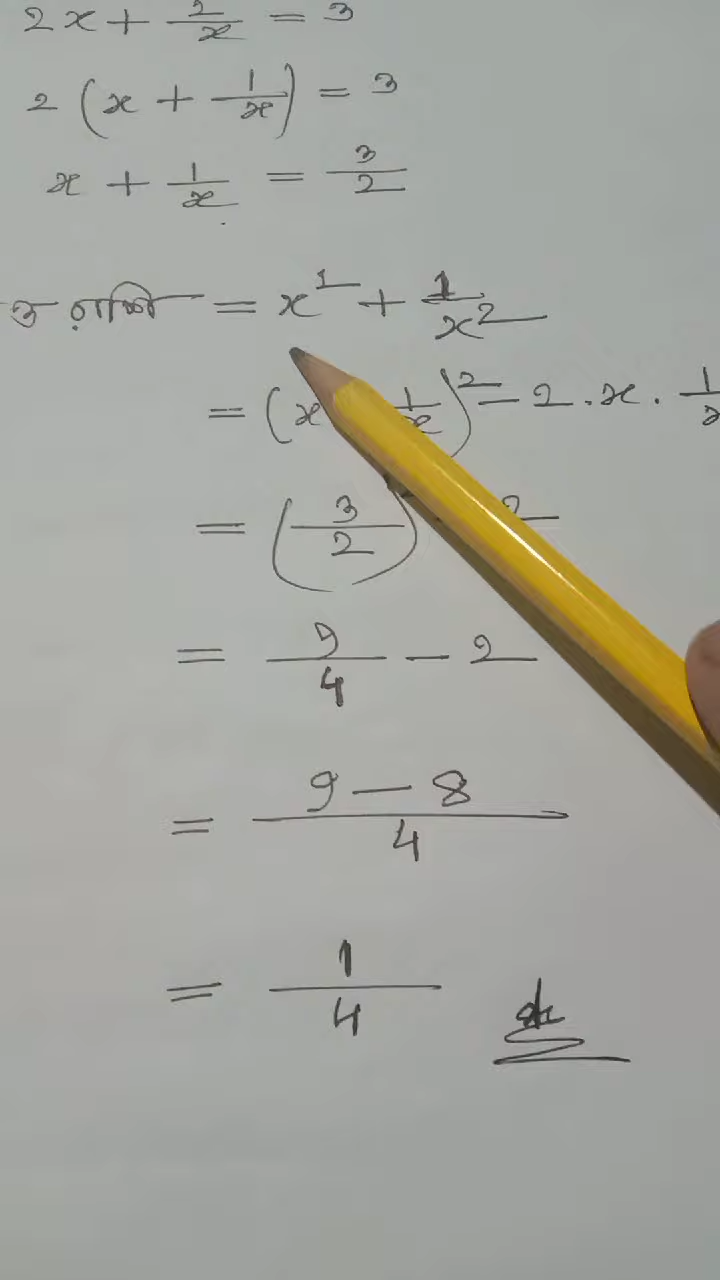 2x + 2/x = 3
2 (x + 1/x) = 3
x + 1/x = 3/2
ত্ত রাশি = x² + 1/x²
= (x + 1/x)² - 2 . x . 1/x
= (3/2)² - 2
= 9/4 - 2
= 9 - 8 / 4
= 1/4